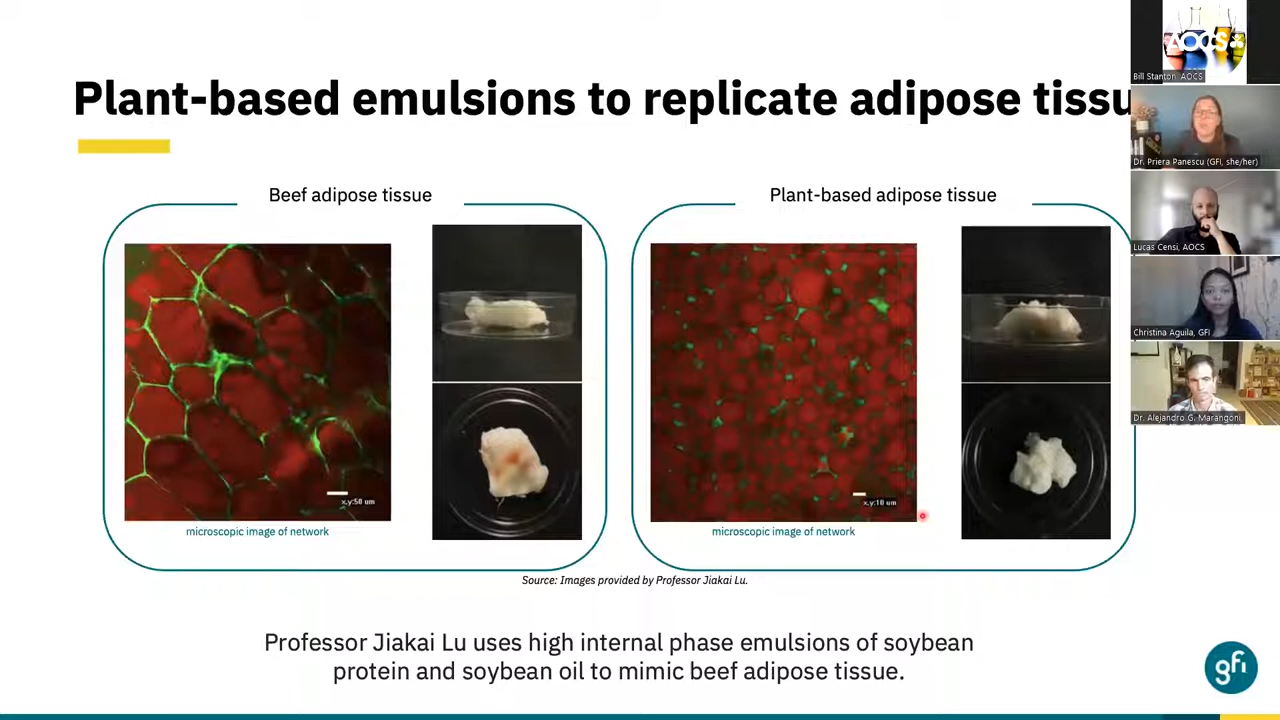 Plant-based emulsions to replicate adipose tissu
Beef adipose tissue
Plant-based adipose tissue
x,y:50 um
x,y:10 um
microscopic image of network
microscopic image of network
Source: Images provided by Professor Jiakai Lu.
Professor Jiakai Lu uses high internal phase emulsions of soybean
protein and soybean oil to mimic beef adipose tissue.
gfi
AOCS
Bill Stanton, AOCS
Dr. Priera Panescu (GFI, she/her)
Lucas Censi, AOCS
Christina Aguila, GFI
Dr. Alejandro G. Marangoni